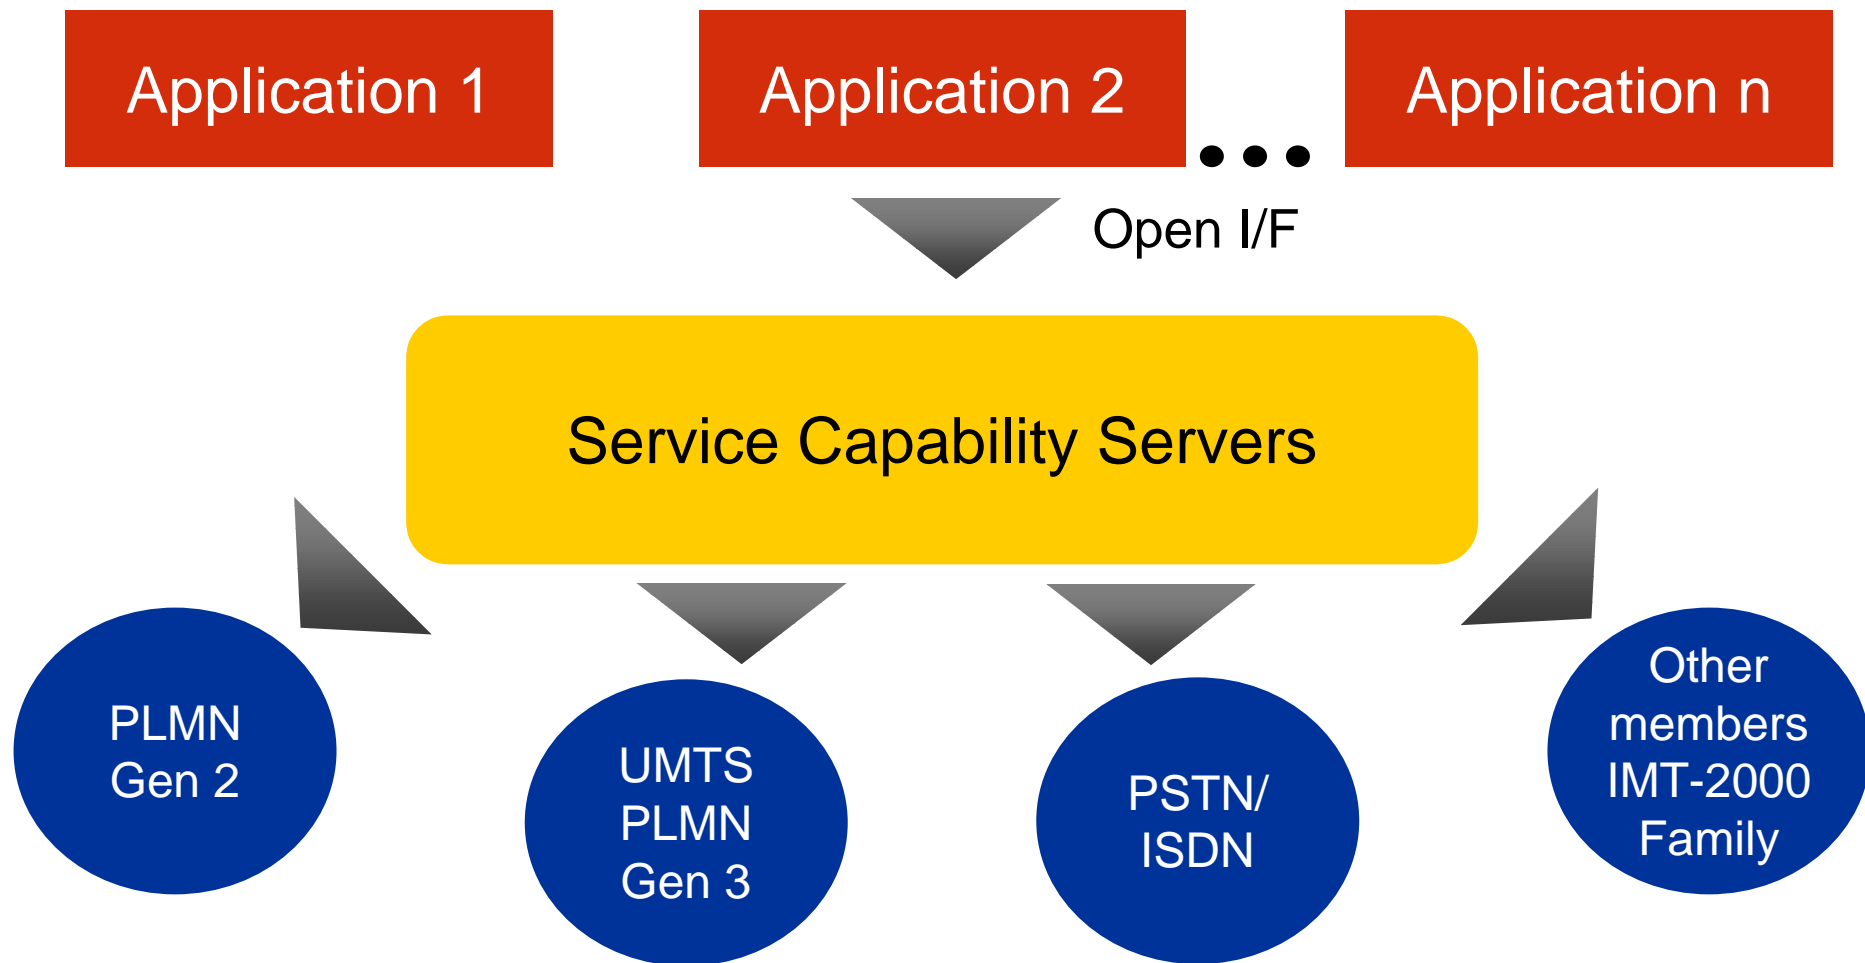 Application 1
Application 2
Application n
Open I/F
Service Capability Servers
PLMN
Gen 2
UMTS
PLMN
Gen 3
PSTN/
ISDN
Other
members
IMT-2000
Family